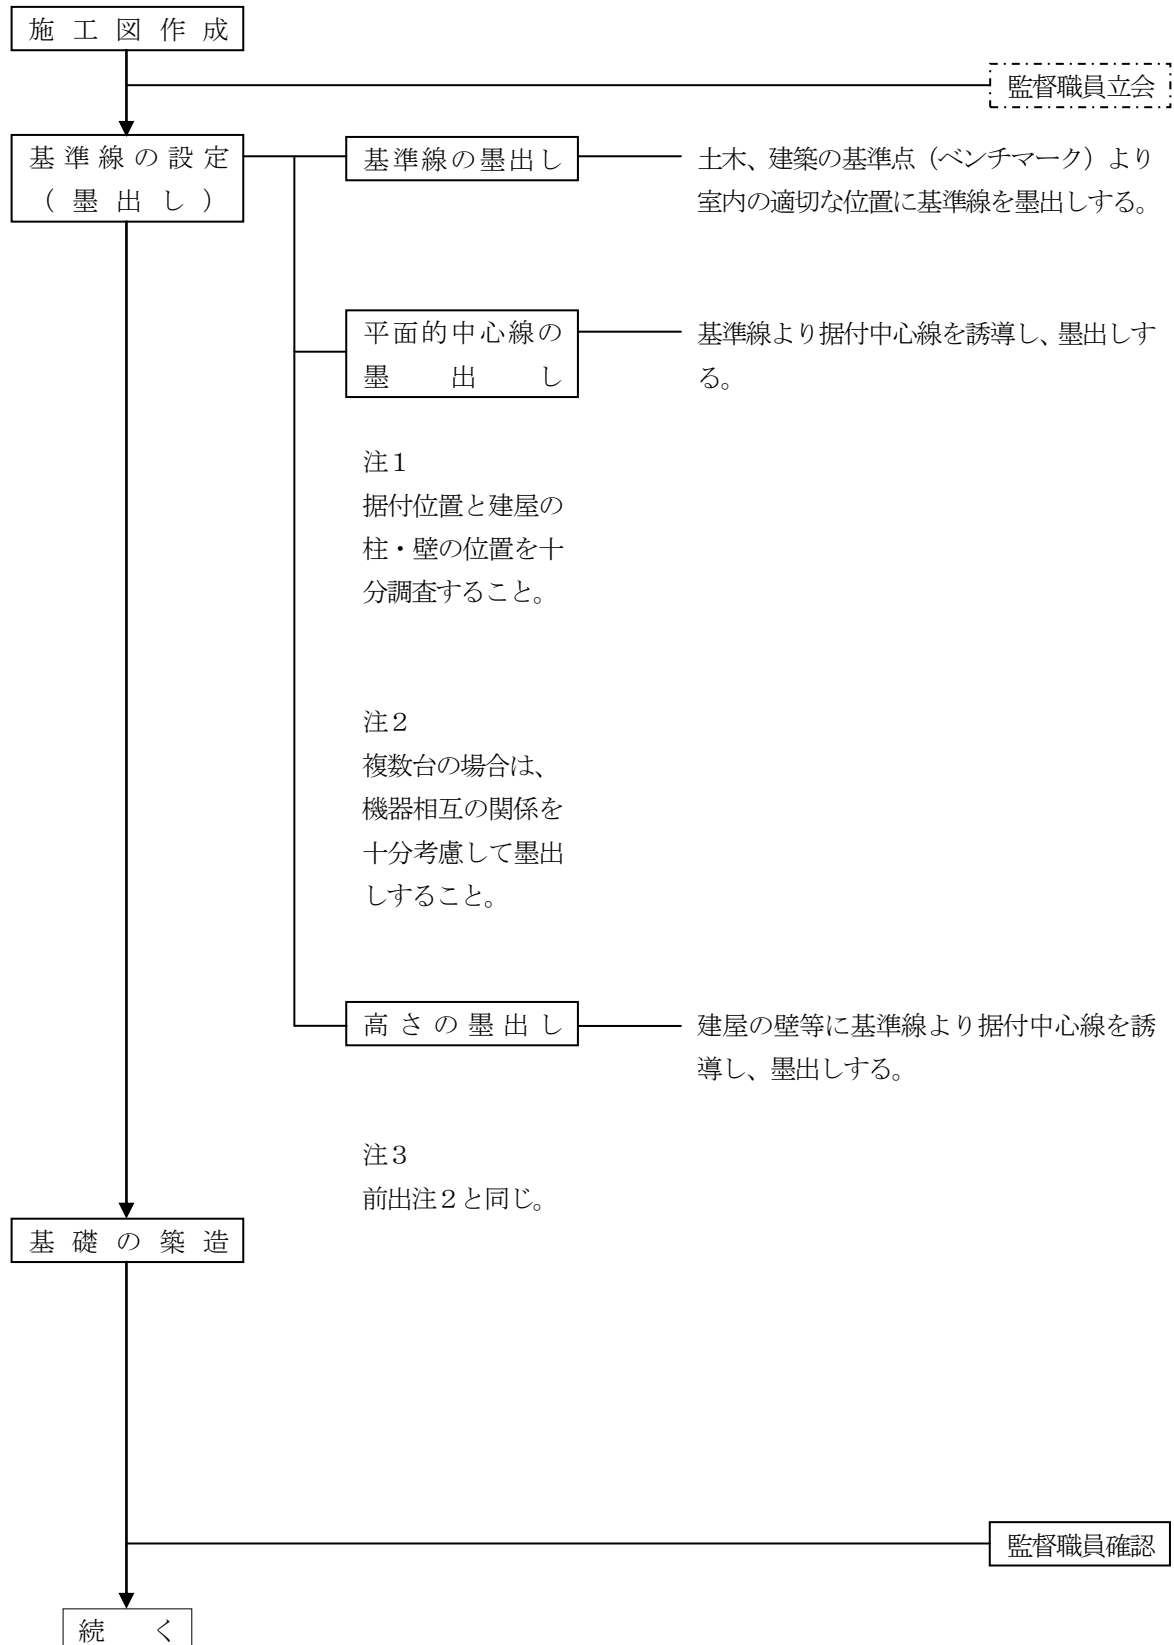 施工図作成
監督職員立会
基準線の設定
（墨出し）
基準線の墨出し
土木、建築の基準点（ベンチマーク）より
室内の適切な位置に基準線を墨出しする。
平面的中心線の
墨出し
基準線より据付中心線を誘導し、墨出しす
る。
注１
据付位置と建屋の
柱・壁の位置を十
分調査すること。
注２
複数台の場合は、
機器相互の関係を
十分考慮して墨出
しすること。
高さの墨出し
建屋の壁等に基準線より据付中心線を誘
導し、墨出しする。
注３
前出注２と同じ。
基礎の築造
監督職員確認
続く